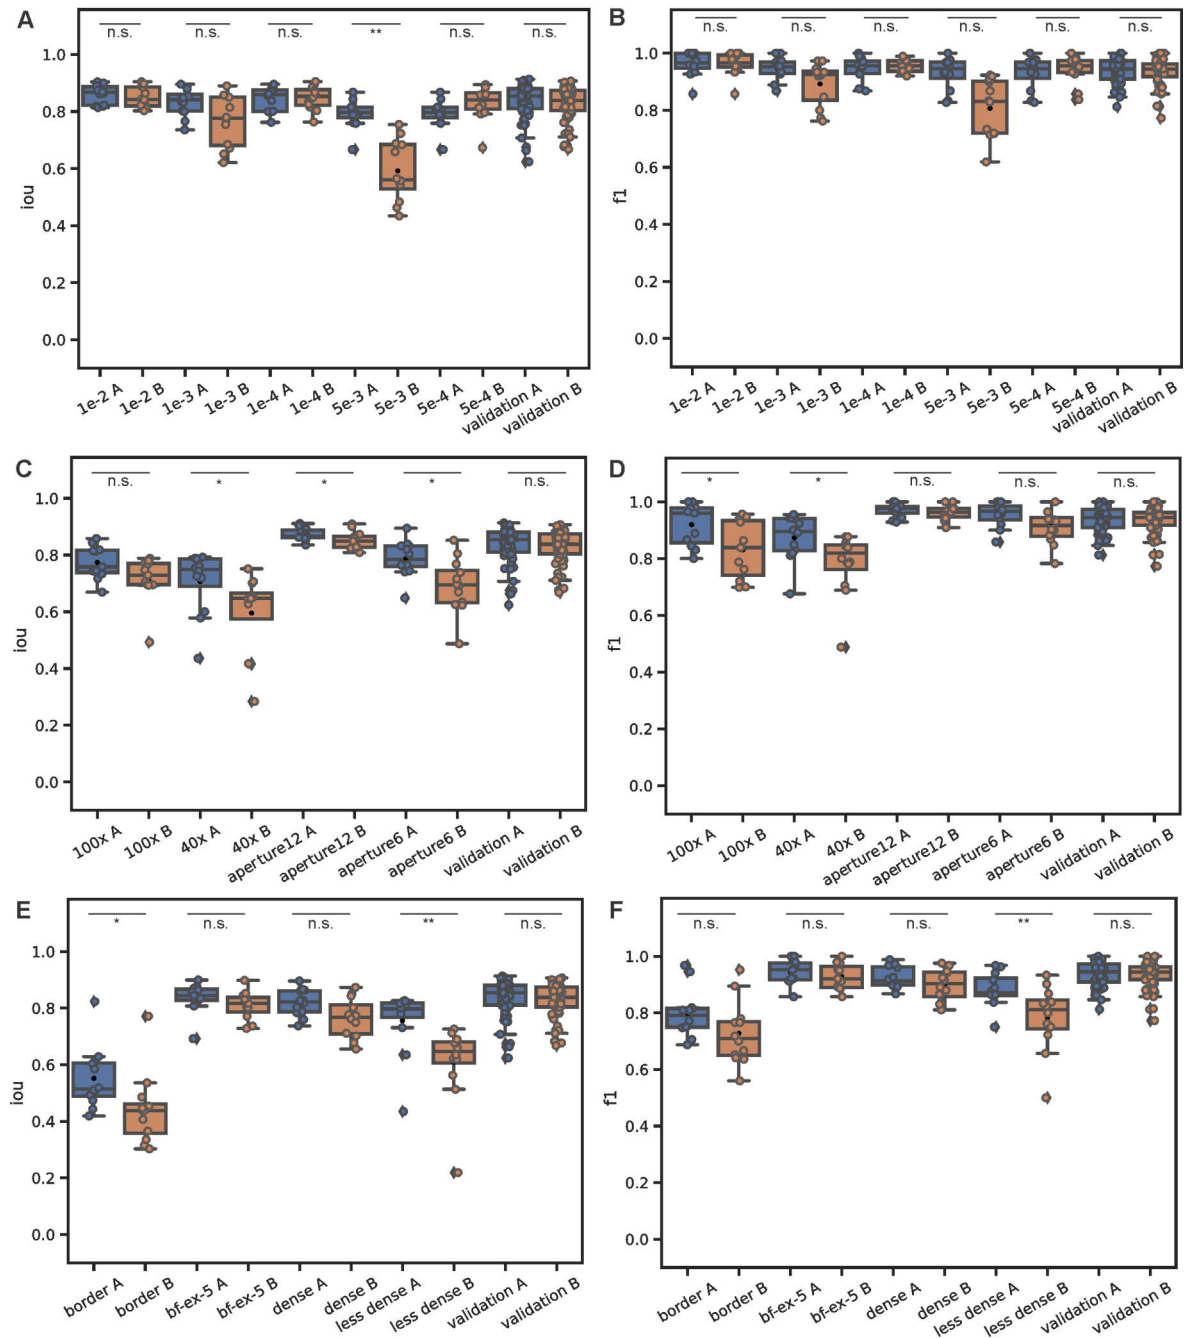 A
n.s. n.s. n.s. ** n.s. n.s.
1.0
0.8
0.6
0.4
0.2
0.0
iou
1e-2 A 1e-2 B 1e-3 A 1e-3 B 1e-4 A 1e-4 B 5e-3 A 5e-3 B 5e-4 A 5e-4 B validation A validation B
B
n.s. n.s. n.s. n.s. n.s. n.s.
1.0
0.8
0.6
0.4
0.2
0.0
f1
1e-2 A 1e-2 B 1e-3 A 1e-3 B 1e-4 A 1e-4 B 5e-3 A 5e-3 B 5e-4 A 5e-4 B validation A validation B
C
n.s. * * * n.s.
1.0
0.8
0.6
0.4
0.2
0.0
iou
100x A 100x B 40x A 40x B aperture12 A aperture12 B aperture6 A aperture6 B validation A validation B
D
* * n.s. n.s. n.s.
1.0
0.8
0.6
0.4
0.2
0.0
f1
100x A 100x B 40x A 40x B aperture12 A aperture12 B aperture6 A aperture6 B validation A validation B
E
* n.s. n.s. ** n.s.
1.0
0.8
0.6
0.4
0.2
0.0
iou
border A border B bf-ex-5 A bf-ex-5 B dense A dense B less dense A less dense B validation A validation B
F
n.s. n.s. n.s. ** n.s.
1.0
0.8
0.6
0.4
0.2
0.0
f1
border A border B bf-ex-5 A bf-ex-5 B dense A dense B less dense A less dense B validation A validation B